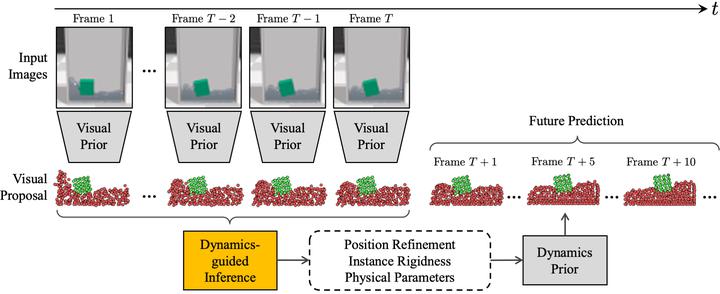 t
Frame 1
Frame T − 2
Frame T − 1
Frame T
Input
Images
...
Visual
Prior
Visual
Prior
Visual
Prior
Visual
Prior
Future Prediction
Frame T + 1
Frame T + 5
Frame T + 10
Visual
Proposal
...
...
...
...
Dynamics-
guided
Inference
Position Refinement
Instance Rigidness
Physical Parameters
Dynamics
Prior